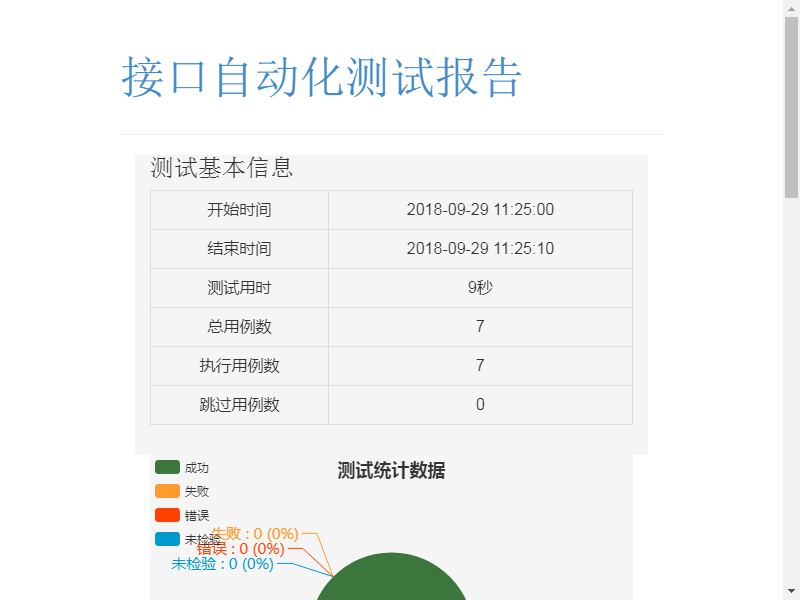 接口自动化测试报告
测试基本信息
开始时间 2018-09-29 11:25:00
结束时间 2018-09-29 11:25:10
测试用时 9秒
总用例数 7
执行用例数 7
跳过用例数 0
测试统计数据
成功
失败
错误
未检验
失败 : 0 (0%)
错误 : 0 (0%)
未检验 : 0 (0%)